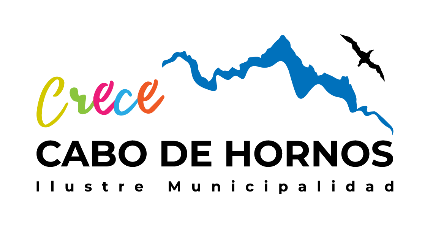 Crece
CABO DE HORNOS
Ilustre Municipalidad